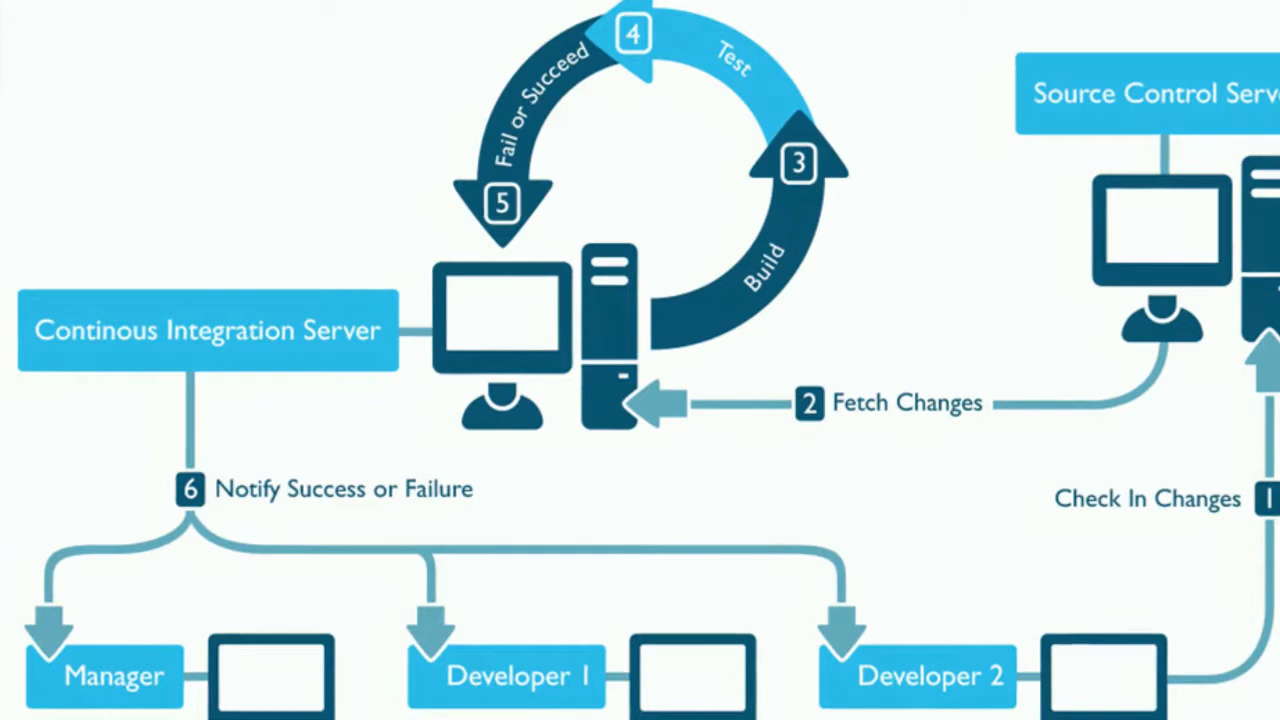 4
Test
Fail or Succeed
3
5
Build
Source Control Serve
Continous Integration Server
2 Fetch Changes
6 Notify Success or Failure
Check In Changes 1
Manager
Developer 1
Developer 2